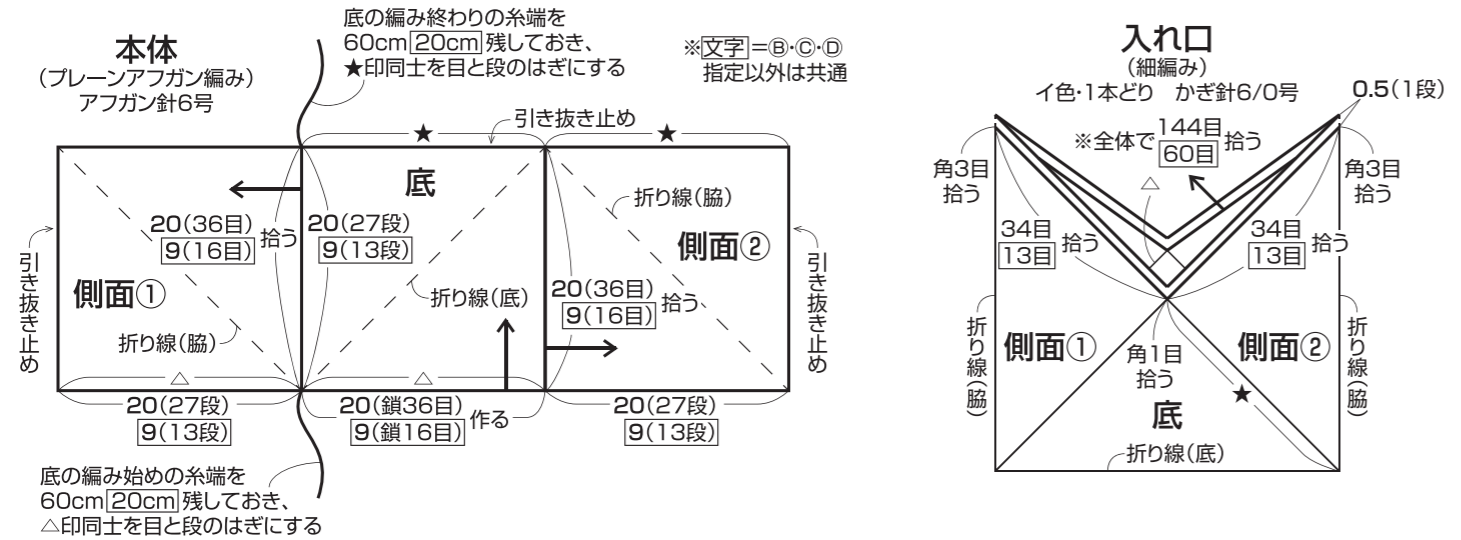 本体
（プレーンアフガン編み）
アフガン針6号
底の編み終わりの糸端を
60cm 20cm 残しておき、
★印同士を目と段のはぎにする
※文字＝Ⓑ・Ⓒ・Ⓓ
指定以外は共通
★
引き抜き止め
★
底
折り線（脇）
20（36目）
9（16目）
拾う
20（27段）
9（13段）
側面②
引き抜き止め
側面①
折り線（底）
20（36目）
9（16目）
拾う
引き抜き止め
折り線（脇）
△
△
20（27段）
9（13段）
20（鎖36目）
9（鎖16目）
作る
20（27段）
9（13段）
底の編み始めの糸端を
60cm 20cm 残しておき、
△印同士を目と段のはぎにする
入れ口
（細編み）
イ色・1本どり　かぎ針6/0号
0.5（1段）
※全体で 144目 拾う
60目
角3目
拾う
角3目
拾う
△
34目
13目
拾う
34目
13目
拾う
折り線（脇）
側面①
角1目
拾う
側面②
折り線（脇）
★
底
折り線（底）